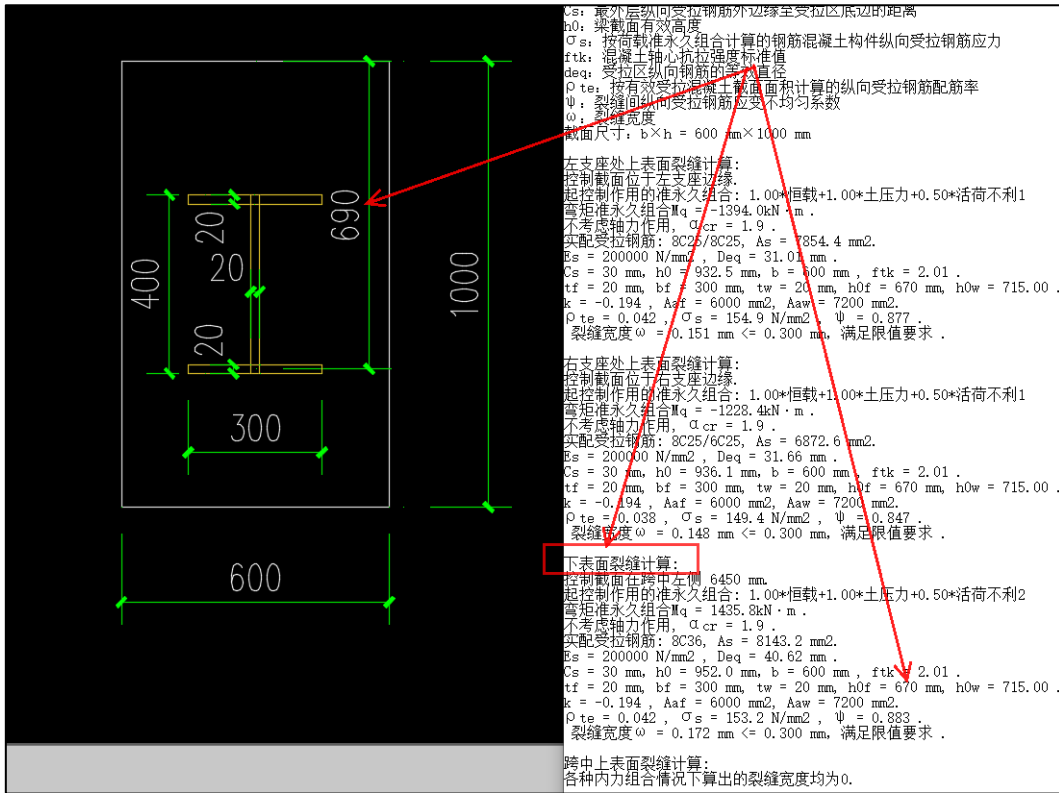 Cs: 最外层纵向受拉钢筋外边缘至受拉区底边的距离
h0: 梁截面有效高度
σs: 按荷载准永久组合计算的钢筋混凝土构件纵向受拉钢筋应力
ftk: 混凝土轴心抗拉强度标准值
deq: 受拉区纵向钢筋的等效直径
ρte: 按有效受拉混凝土截面面积计算的纵向受拉钢筋配筋率
ψ: 裂缝间纵向受拉钢筋应变不均匀系数
ω: 裂缝宽度
截面尺寸: b×h = 600 mm×1000 mm
左支座处上表面裂缝计算:
控制截面位于左支座边缘.
起控制作用的准永久组合: 1.00*恒载+1.00*土压力+0.50*活荷不利1
弯矩准永久组合Mq = -1394.0kN·m .
不考虑轴力作用, αcr = 1.9 .
实配受拉钢筋: 8C25/8C25, As = 7854.4 mm2.
Es = 200000 N/mm2 , Deq = 31.01 mm .
Cs = 30 mm, h0 = 932.5 mm, b = 600 mm , ftk = 2.01 .
tf = 20 mm, bf = 300 mm, tw = 20 mm, h0f = 670 mm, h0w = 715.00 .
k = -0.194 , Aaf = 6000 mm2, Aaw = 7200 mm2.
ρte = 0.042 , σs = 154.9 N/mm2 , ψ = 0.877 .
裂缝宽度ω = 0.151 mm <= 0.300 mm, 满足限值要求 .
右支座处上表面裂缝计算:
控制截面位于右支座边缘.
起控制作用的准永久组合: 1.00*恒载+1.00*土压力+0.50*活荷不利1
弯矩准永久组合Mq = -1228.4kN·m .
不考虑轴力作用, αcr = 1.9 .
实配受拉钢筋: 8C25/6C25, As = 6872.6 mm2.
Es = 200000 N/mm2 , Deq = 31.66 mm .
Cs = 30 mm, h0 = 936.1 mm, b = 600 mm , ftk = 2.01 .
tf = 20 mm, bf = 300 mm, tw = 20 mm, h0f = 670 mm, h0w = 715.00 .
k = -0.194 , Aaf = 6000 mm2, Aaw = 7200 mm2.
ρte = 0.038 , σs = 149.4 N/mm2 , ψ = 0.847 .
裂缝宽度ω = 0.148 mm <= 0.300 mm, 满足限值要求 .
下表面裂缝计算:
控制截面在跨中左侧 6450 mm.
起控制作用的准永久组合: 1.00*恒载+1.00*土压力+0.50*活荷不利2
弯矩准永久组合Mq = 1435.8kN·m .
不考虑轴力作用, αcr = 1.9 .
实配受拉钢筋: 8C36, As = 8143.2 mm2.
Es = 200000 N/mm2 , Deq = 40.62 mm .
Cs = 30 mm, h0 = 952.0 mm, b = 600 mm , ftk = 2.01 .
tf = 20 mm, bf = 300 mm, tw = 20 mm, h0f = 670 mm, h0w = 715.00 .
k = -0.194 , Aaf = 6000 mm2, Aaw = 7200 mm2.
ρte = 0.042 , σs = 153.2 N/mm2 , ψ = 0.883 .
裂缝宽度ω = 0.172 mm <= 0.300 mm, 满足限值要求 .
跨中上表面裂缝计算:
各种内力组合情况下算出的裂缝宽度均为0.
20
690
400
20
1000
20
300
600